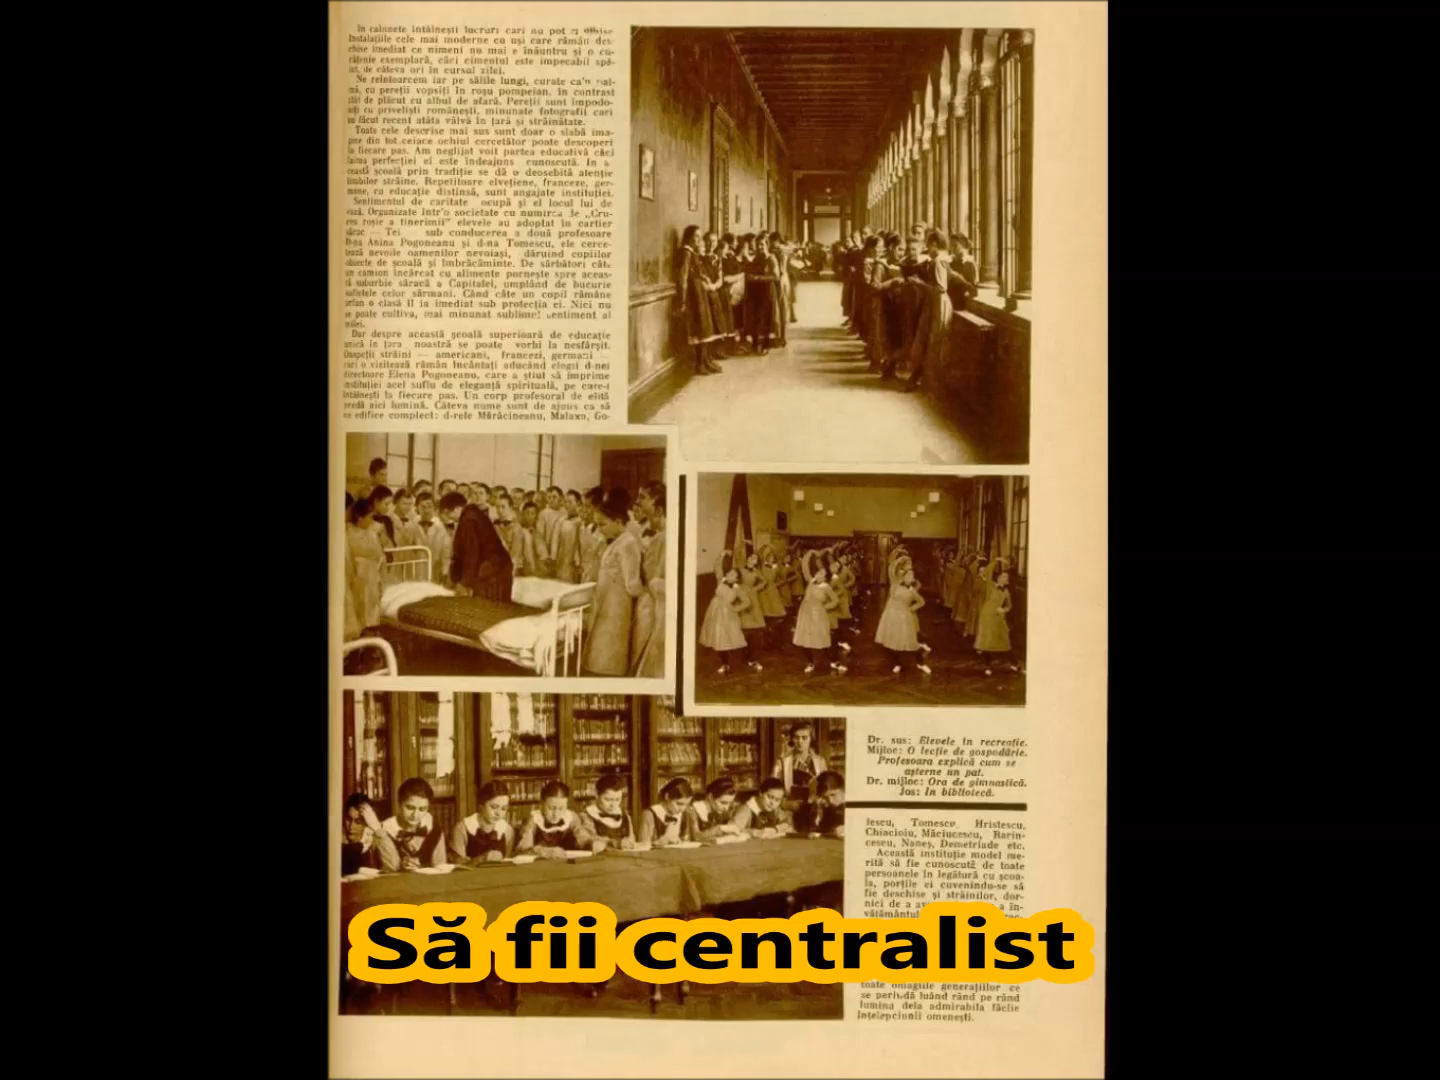 In cabinete întâlnești lucruri cari nu pot
Instalațiile cele mai moderne cu uși care rămân des-
chise imediat ce nimeni nu mai e înăuntru și o cu-
rățenie exemplară, căci cimentul este impecabil spă-
lat, de câteva ori în cursul zilei.
Ne reîntoarcem iar pe sălile lungi, curate ca'n
cu pereții vopsiți în roșu pompeian, în contrast
de plăcut cu albul de afară. Pereții sunt împodo-
cu priveliști românești, minunate fotografii cari
au făcut recent atâta vâlvă în țară și străinătate.
Toate cele descrise mai sus sunt doar o slabă ima-
gine din tot ceiace ochiul cercetător poate descoperi
la fiecare pas. Am neglijat voit partea educativă căci
faima perfecției ei este îndeajuns cunoscută. In a-
ceastă școală prin tradiție se dă o deosebită atenție
limbilor străine. Repetitoare elvețiene, franceze, ger-
mane, cu educație distinsă, sunt angajate instituției.
Sentimentul de caritate ocupă și el locul lui de
Organizate într'o societate cu numirea de „Cru-
cea roșie a tinerimii" elevele au adoptat în cartier
sărac — Tei sub conducerea a două profesoare
D-na Anina Pogoneanu și d-na Tomescu, ele cerce-
tează nevoile oamenilor nevoiași, dăruind copiilor
obiecte de școală și îmbrăcăminte. De sărbători câte
un camion încărcat cu alimente pornește spre aceas-
tă suburbie săracă a Capitalei, umplând de bucurie
sufletele celor sărmani. Când câte un copil rămâne
orfan o clasă îl ia imediat sub protecția ei. Nici nu
se poate cultiva, mai minunat sublimel sentiment al
milei.
Dar despre această școală superioară de educație
unică în țara noastră se poate vorbi la nesfârșit.
Oaspeții străini — americani, francezi, germani —
cari o vizitează rămân încântați aducând elogii d-nei
directoare Elena Pogoneanu, care a știut să imprime
instituției acel suflu de eleganță spirituală, pe care-l
întâlnești la fiecare pas. Un corp profesoral de elită
predă aici lumină. Câteva nume sunt de ajuns ca să
ne edifice complect: d-rele Mărăcineanu, Malaxa, Go-
Dr. sus: Elevele în recreație.
Mijloc: O lecție de gospodărie.
Profesoara explică cum se
așterne un pat.
Dr. mijloc: Ora de gimnastică.
Jos: In bibliotecă.
lescu, Tomescu, Hristescu,
Chiacioiu, Măciucescu, Rarin-
cescu, Naneș, Demetriade etc.
Această instituție model me-
rită să fie cunoscută de toate
persoanele în legătură cu școa-
la, porțile ei cuvenindu-se să
fie deschise și străinilor, dor-
nici de a a în-
vățământul
Să fii centralist
toate omagiile generațiilor ce
se perindă luând rând pe rând
lumina dela admirabila făclie
înțelepciunii omenești.